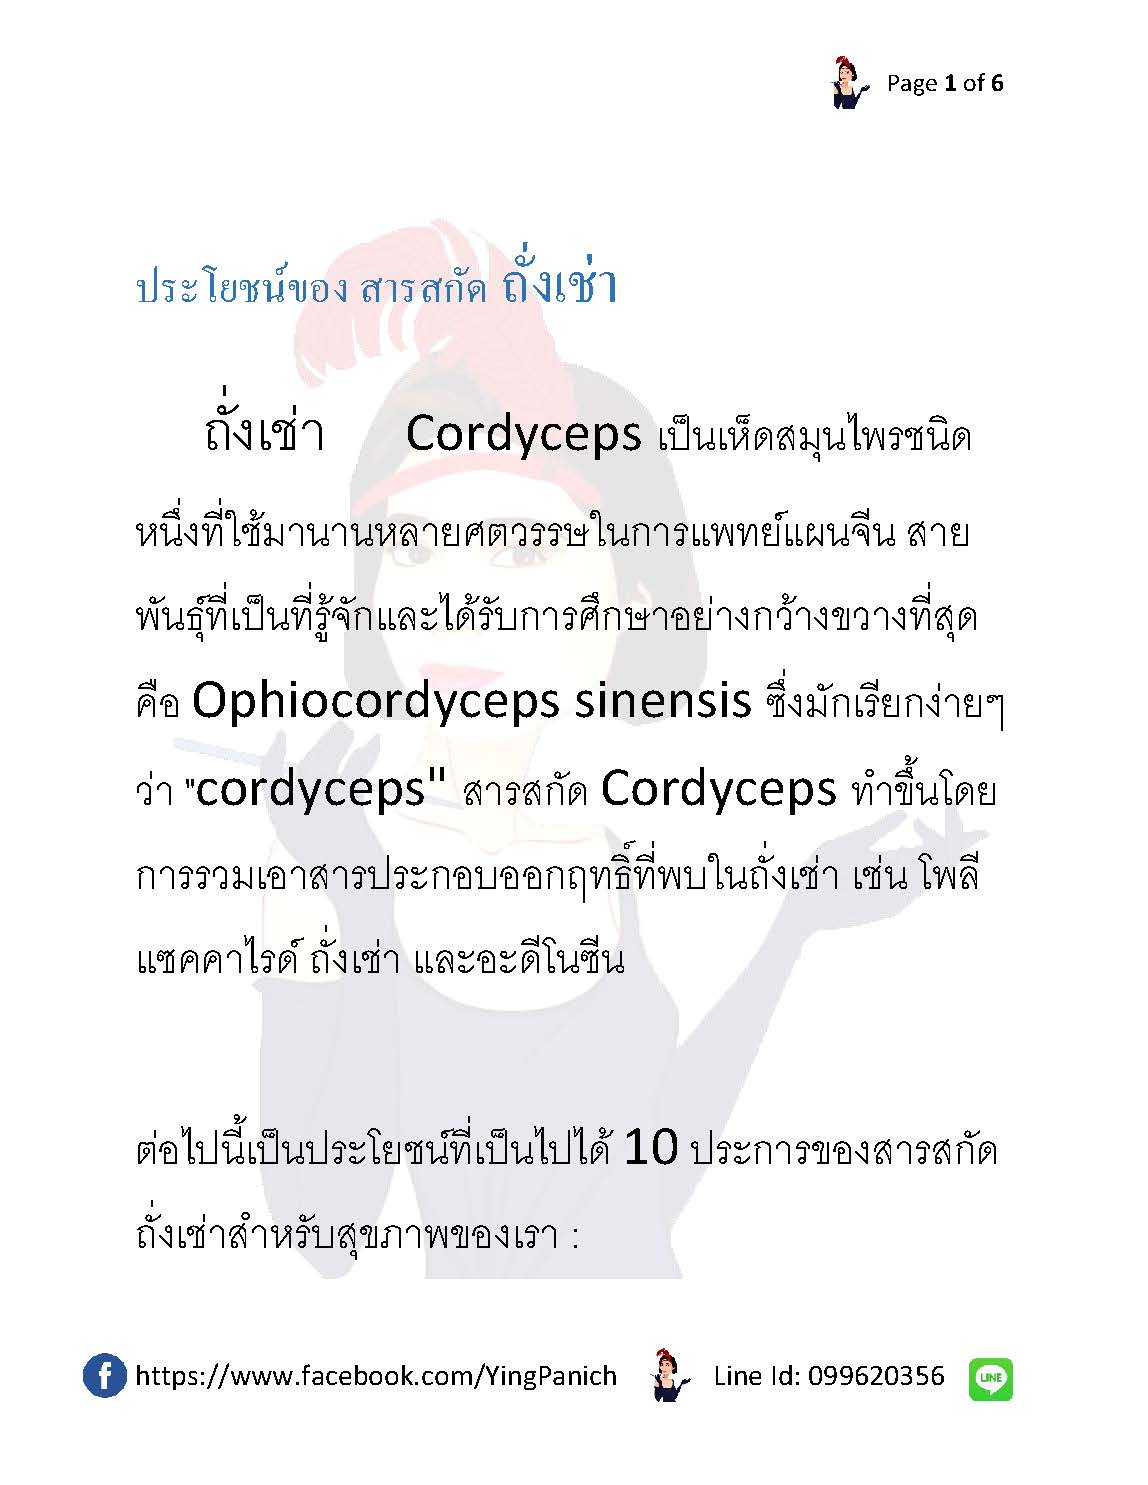 Page 1 of 6
ประโยชน์ของ สารสกัด ถั่งเช่า
ถั่งเช่า Cordyceps เป็นเห็ดสมุนไพรชนิด
หนึ่งที่ใช้มานานหลายศตวรรษในการแพทย์แผนจีน สาย
พันธุ์ที่เป็นที่รู้จักและได้รับการศึกษาอย่างกว้างขวางที่สุด
คือ Ophiocordyceps sinensis ซึ่งมักเรียกง่ายๆ
ว่า "cordyceps" สารสกัด Cordyceps ทำขึ้นโดย
การรวมเอาสารประกอบออกฤทธิ์ที่พบในถั่งเช่า เช่น โพลี
แซคคาไรด์ ถั่งเช่า และอะดีโนซีน
ต่อไปนี้เป็นประโยชน์ที่เป็นไปได้ 10 ประการของสารสกัด
ถั่งเช่าสำหรับสุขภาพของเรา :
f https://www.facebook.com/YingPanich Line Id: 099620356 LINE